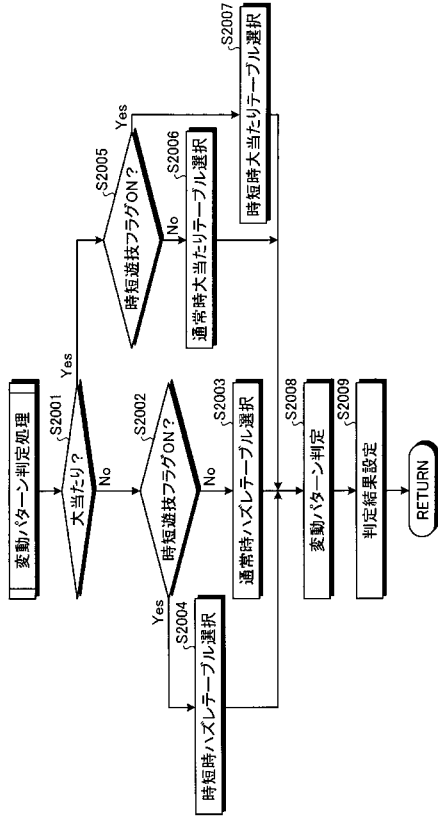 変動パターン判定処理
S2001
大当たり？
Yes
No
S2002
時短遊技フラグON？
Yes
No
S2003
通常時ハズレテーブル選択
S2004
時短時ハズレテーブル選択
S2005
時短遊技フラグON？
Yes
No
S2006
通常時大当たりテーブル選択
S2007
時短時大当たりテーブル選択
S2008
変動パターン判定
S2009
判定結果設定
RETURN